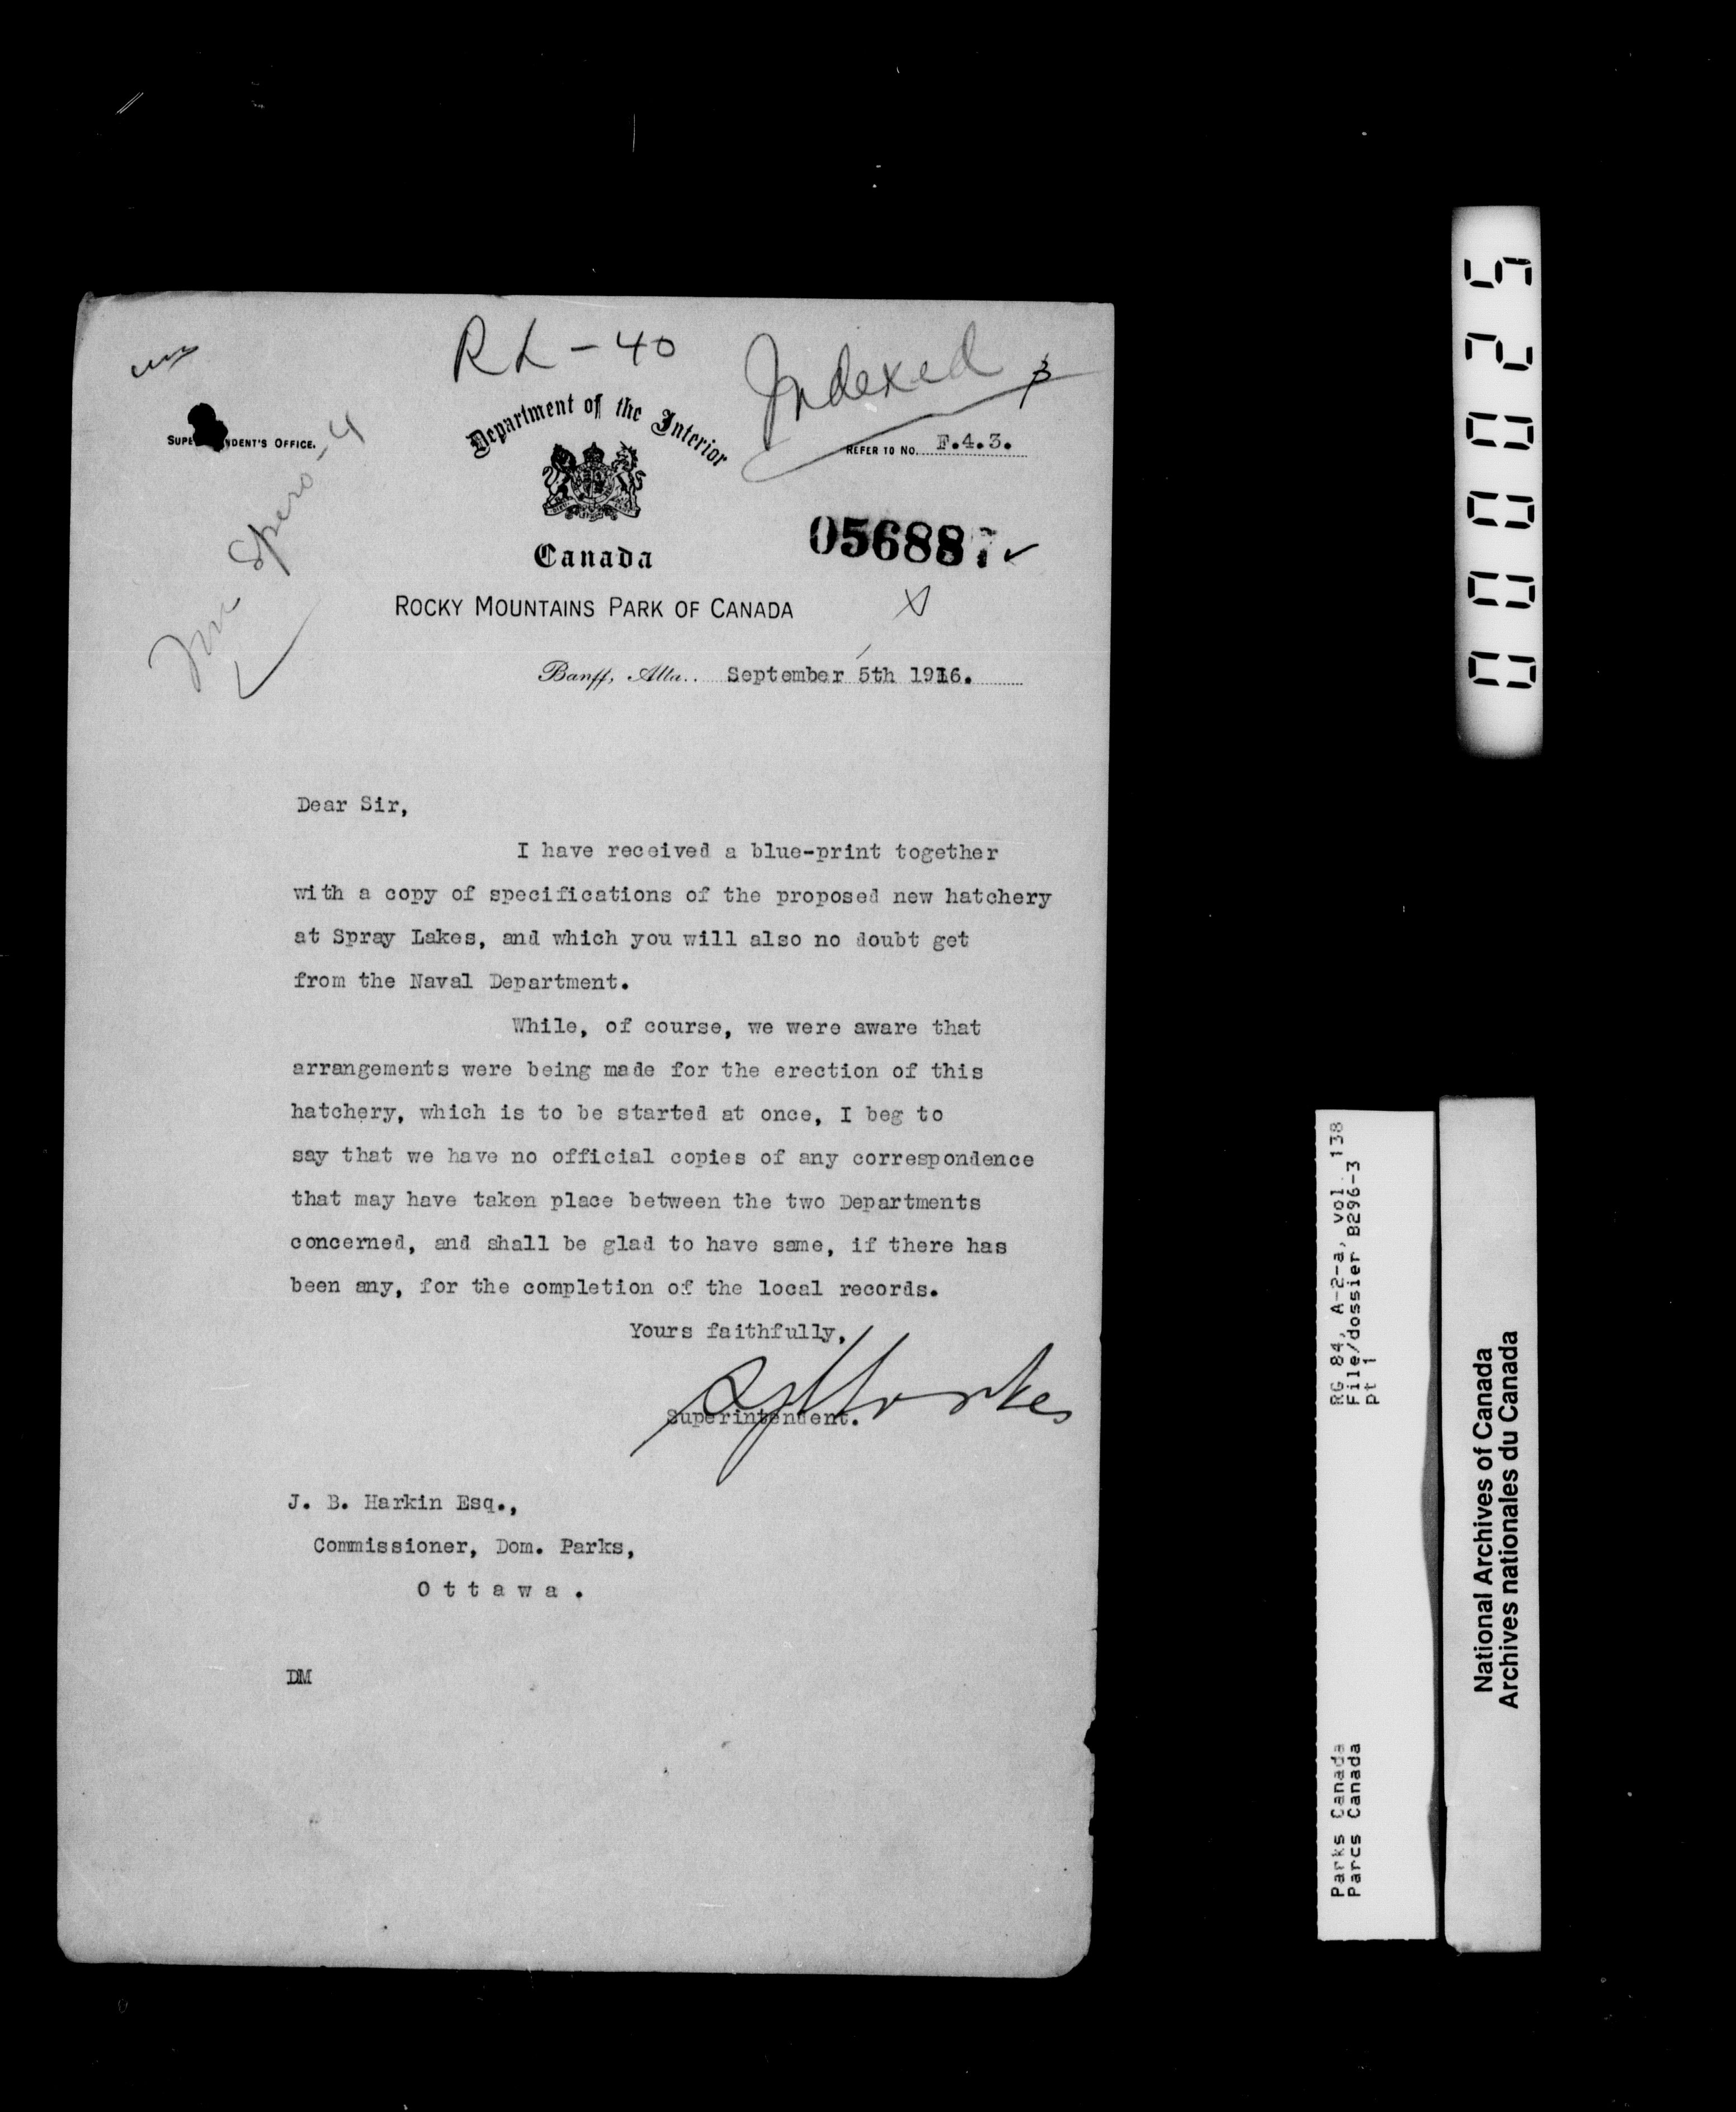 RL - 40
Indexed
Department of the Interior
SUPE NDENT'S OFFICE.
REFER TO NO. F.4.3.
Canada
056887
ROCKY MOUNTAINS PARK OF CANADA
Banff, Alta.. September 5th 1916.
Dear Sir,
I have received a blue-print together
with a copy of specifications of the proposed new hatchery
at Spray Lakes, and which you will also no doubt get
from the Naval Department.
While, of course, we were aware that
arrangements were being made for the erection of this
hatchery, which is to be started at once, I beg to
say that we have no official copies of any correspondence
that may have taken place between the two Departments
concerned, and shall be glad to have same, if there has
been any, for the completion of the local records.
Yours faithfully,
Superintendent.
J. B. Harkin Esq.,
Commissioner, Dom. Parks,
Ottawa.
DM
00025
RG 84, A-2-a, vol. 138
File/dossier B296-3
pt 1
Parks Canada
Parcs Canada
National Archives of Canada
Archives nationales du Canada